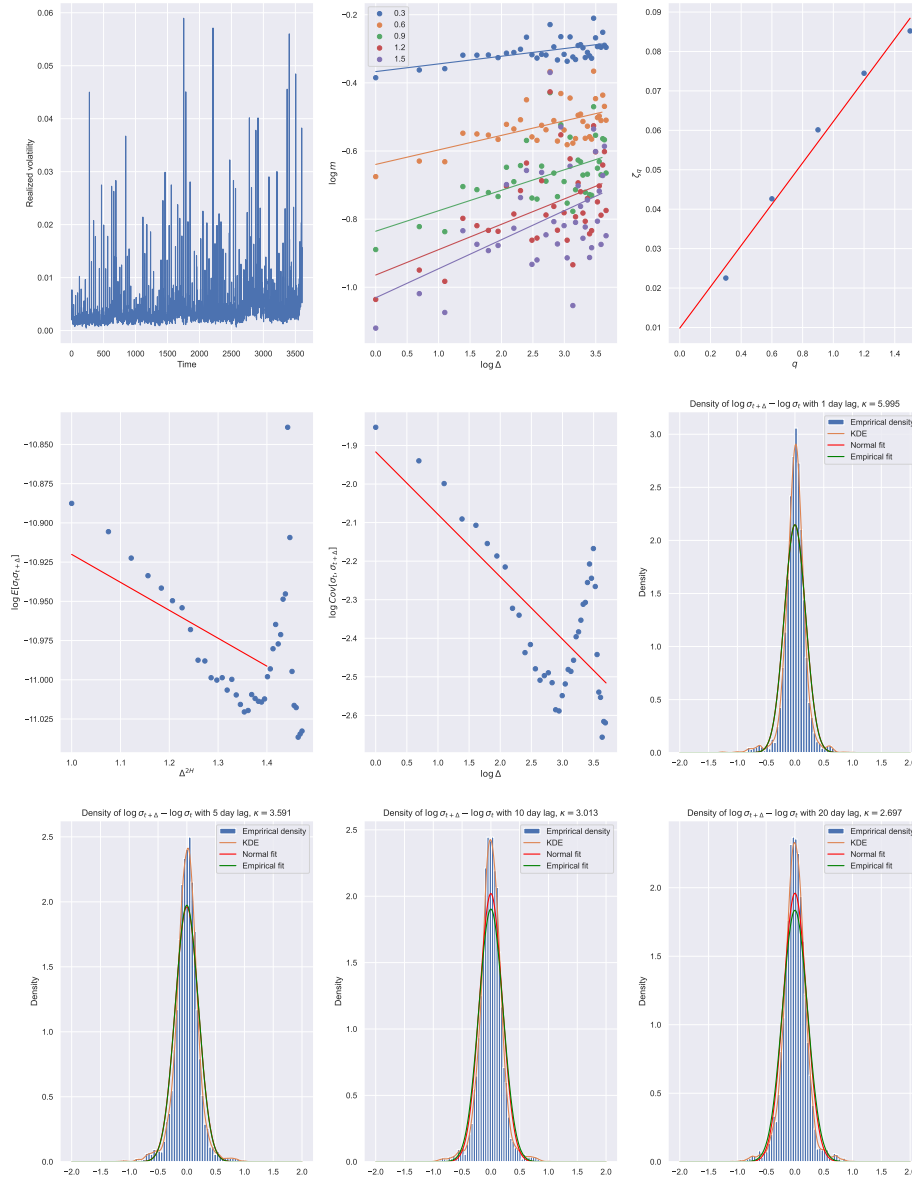 0.06
0.05
0.04
0.03
0.02
0.01
0.00
Realized volatility
0 500 1000 1500 2000 2500 3000 3500
Time
0.3
0.6
0.9
1.2
1.5
−0.2
−0.4
−0.6
−0.8
−1.0
log m
0.0 0.5 1.0 1.5 2.0 2.5 3.0 3.5
log Δ
0.09
0.08
0.07
0.06
0.05
0.04
0.03
0.02
0.01
ζq
0.0 0.2 0.4 0.6 0.8 1.0 1.2 1.4
q
−10.850
−10.875
−10.900
−10.925
−10.950
−10.975
−11.000
−11.025
log E[σtσt+Δ]
1.0 1.1 1.2 1.3 1.4
Δ2H
−1.9
−2.0
−2.1
−2.2
−2.3
−2.4
−2.5
−2.6
log Cov[σt, σt+Δ]
0.0 0.5 1.0 1.5 2.0 2.5 3.0 3.5
log Δ
Density of log σt+Δ − log σt with 1 day lag, κ = 5.995
Emprirical density
KDE
Normal fit
Empirical fit
3.0
2.5
2.0
1.5
1.0
0.5
0.0
Density
−2.0 −1.5 −1.0 −0.5 0.0 0.5 1.0 1.5 2.0
Density of log σt+Δ − log σt with 5 day lag, κ = 3.591
Emprirical density
KDE
Normal fit
Empirical fit
2.5
2.0
1.5
1.0
0.5
0.0
Density
−2.0 −1.5 −1.0 −0.5 0.0 0.5 1.0 1.5 2.0
Density of log σt+Δ − log σt with 10 day lag, κ = 3.013
Emprirical density
KDE
Normal fit
Empirical fit
2.5
2.0
1.5
1.0
0.5
0.0
Density
−2.0 −1.5 −1.0 −0.5 0.0 0.5 1.0 1.5 2.0
Density of log σt+Δ − log σt with 20 day lag, κ = 2.697
Emprirical density
KDE
Normal fit
Empirical fit
2.0
1.5
1.0
0.5
0.0
Density
−2.0 −1.5 −1.0 −0.5 0.0 0.5 1.0 1.5 2.0